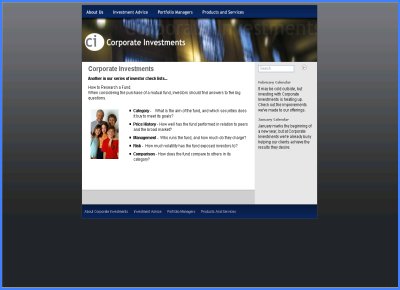 About Us Investment Advice Portfolio Managers Products and Services
Corporate Investments
ci Corporate Investments
Corporate Investments
Search
Another in our series of investor check lists...
How to Research a Fund:
When considering the purchase of a mutual fund, investors should find answers to the big
questions.
Category - What is the aim of the fund, and which securities does
it buy to meet its goals?
Price History - How well has the fund performed in relation to peers
and the broad market?
Management - Who runs the fund, and how much do they charge?
Risk - How much volatility has the fund exposed investors to?
Comparison - How does the fund compare to others in its
category?
February Calendar
It may be cold outside, but
investing with Corporate
Investments is heating up.
Check out the improvements
we've made to our offerings.
January Calendar
January marks the beginning of
a new year, but at Corporate
Investments we're already busy
helping our clients achieve the
results they desire.
About Corporate Investments Investment Advice Portfolio Managers Products And Services